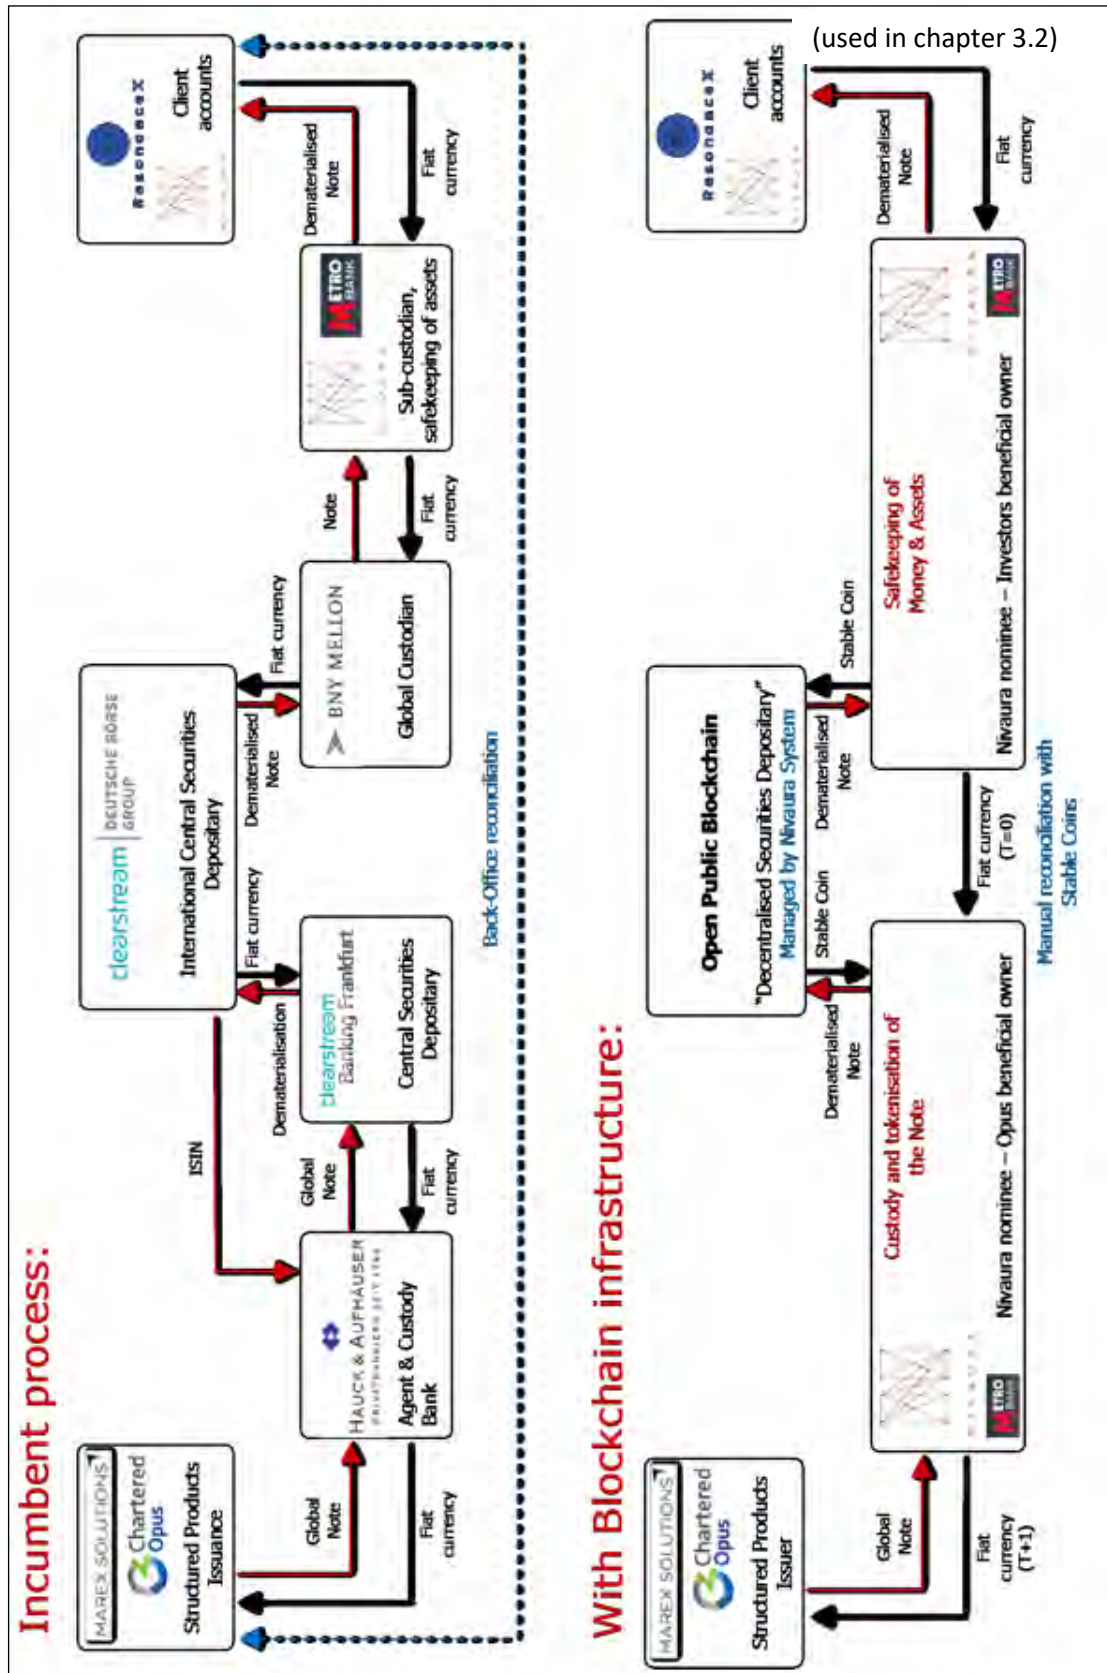 (used in chapter 3.2)
Incumbent process:
MAREX SOLUTIONS
Chartered
Opus
Structured Products
Issuance
Global
Note
Fiat
currency
HAUCK & AUFHÄUSER
PRIVATBANKIERS SEIT 1796
Agent & Custody
Bank
ISIN
Global
Note
Fiat
currency
clearstream
Banking Frankfurt
Central Securities
Depositary
Dematerialisation
Fiat currency
clearstream
DEUTSCHE BÖRSE
GROUP
International Central Securities
Depositary
Dematerialised
Note
Fiat currency
BNY MELLON
Global Custodian
Note
Fiat
currency
METRO
BANK
Sub-custodian,
safekeeping of assets
Dematerialised
Note
Fiat
currency
ResonanceX
Client
accounts
Back-Office reconciliation
With Blockchain infrastructure:
MAREX SOLUTIONS
Chartered
Opus
Structured Products
Issuer
Global
Note
Fiat
currency
(T+1)
Custody and tokenisation of
the Note
NIVAURA
METRO
BANK
Nivaura nominee – Opus beneficial owner
Dematerialised
Note
Stable Coin
Open Public Blockchain
"Decentralised Securities Depositary"
Managed by Nivaura System
Dematerialised
Note
Stable Coin
Fiat currency
(T=0)
Manual reconciliation with
Stable Coins
Safekeeping of
Money & Assets
NIVAURA
METRO
BANK
Nivaura nominee – Investors beneficial owner
Dematerialised
Note
Fiat
currency
ResonanceX
Client
accounts